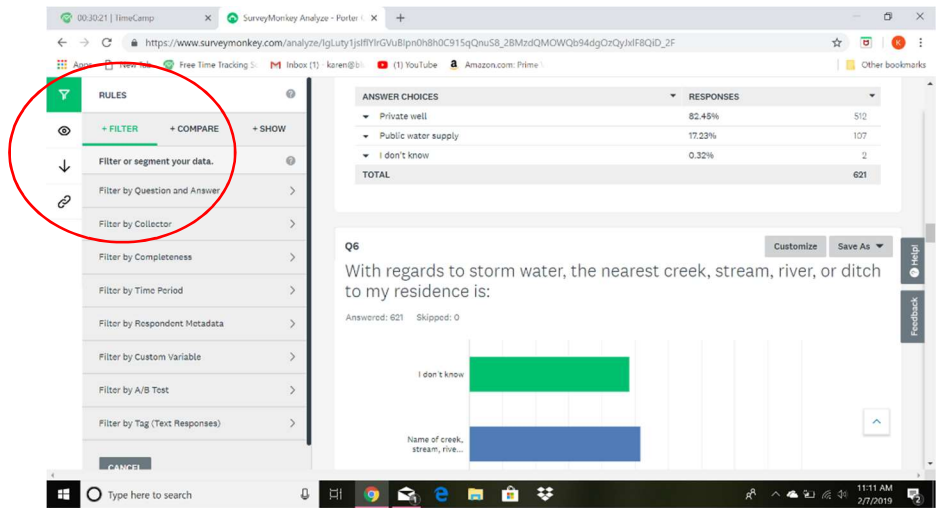 00:30:21 | TimeCamp
SurveyMonkey Analyze - Porter
https://www.surveymonkey.com/analyze/
Apps New Tab Free Time Tracking Inbox (1) - karen@ (1) YouTube Amazon.com: Prime Other bookmarks
RULES
+ FILTER + COMPARE + SHOW
Filter or segment your data.
Filter by Question and Answer
Filter by Collector
Filter by Completeness
Filter by Time Period
Filter by Respondent Metadata
Filter by Custom Variable
Filter by A/B Test
Filter by Tag (Text Responses)
CANCEL
ANSWER CHOICES RESPONSES
Private well 82.45% 512
Public water supply 17.23% 107
I don't know 0.32% 2
TOTAL 621
Q6
Customize Save As
With regards to storm water, the nearest creek, stream, river, or ditch
to my residence is:
Answered: 621 Skipped: 0
I don't know
Name of creek,
stream, rive...
Help!
Feedback
Type here to search
11:11 AM
2/7/2019